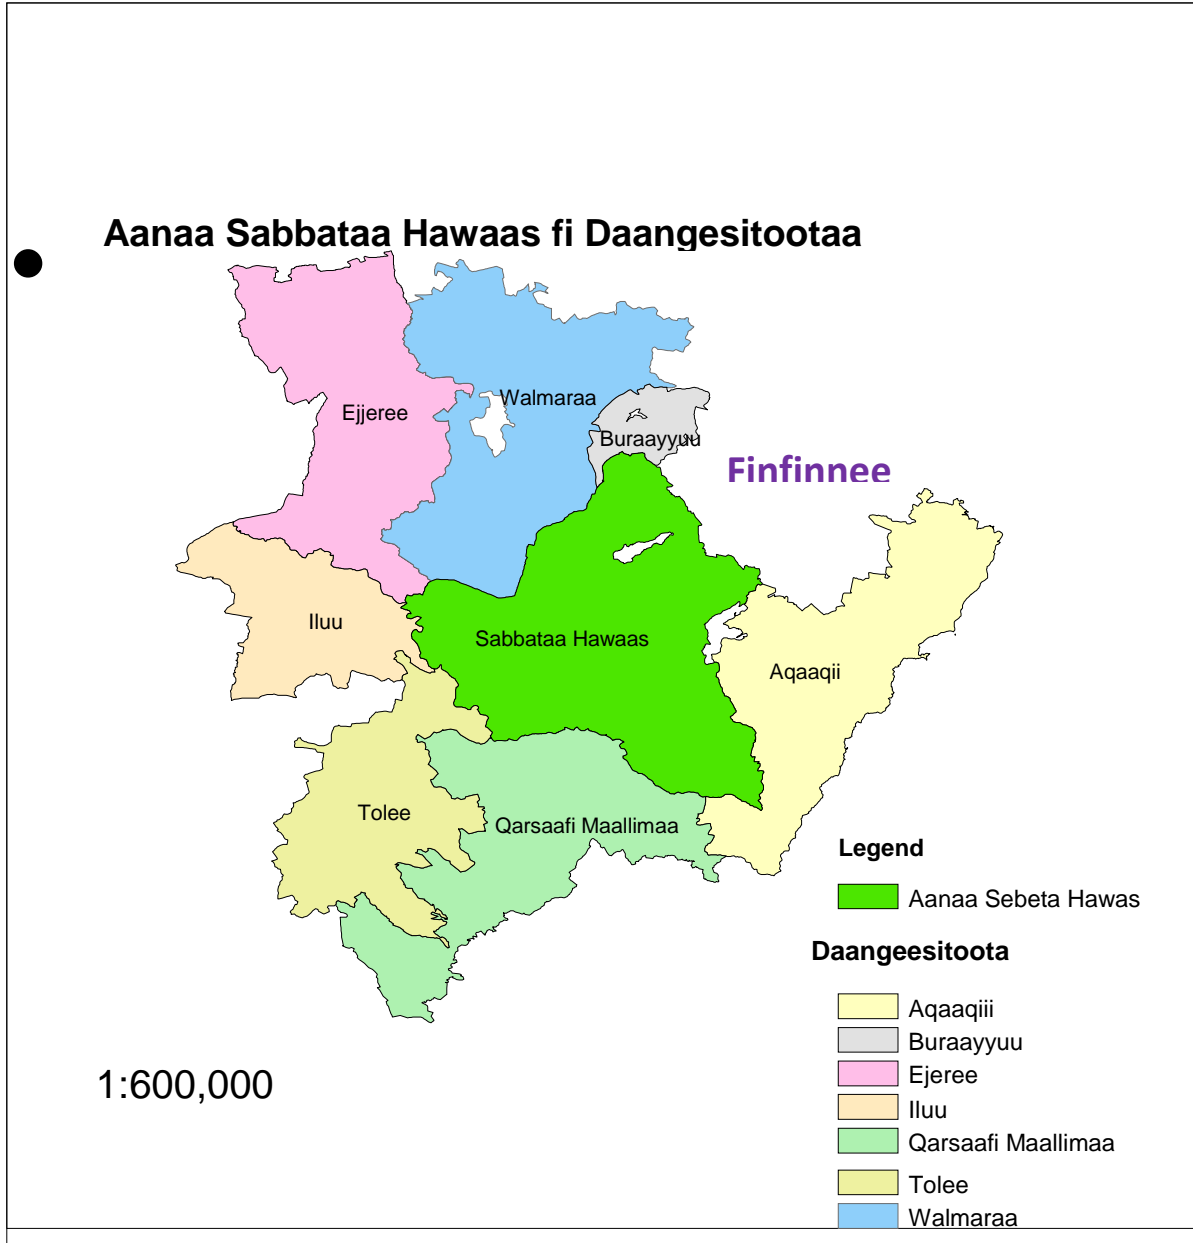 Aanaa Sabbataa Hawaas fi Daangesitootaa
Walmaraa
Ejjeree
Buraayyuu
Finfinnee
Iluu
Sabbataa Hawaas
Aqaaqii
Tolee
Qarsaafi Maallimaa
Legend
Aanaa Sebeta Hawas
Daangeesitoota
Aqaaqiii
Buraayyuu
Ejeree
Iluu
Qarsaafi Maallimaa
Tolee
Walmaraa
1:600,000